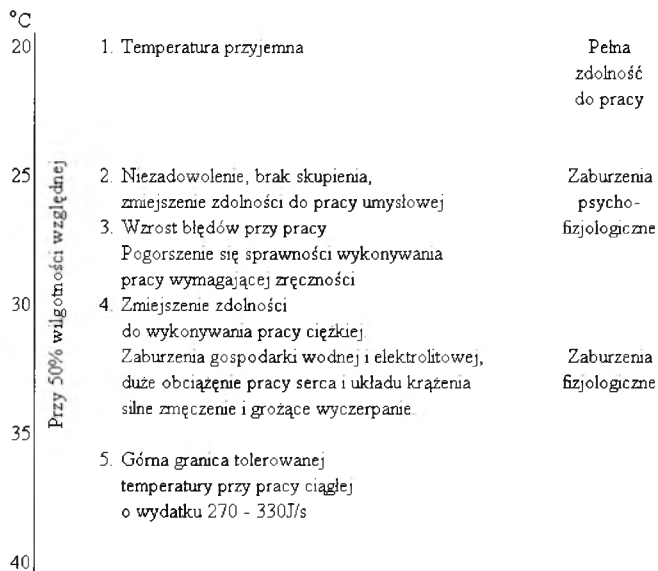 °C
20
1. Temperatura przyjemna
Pełna
zdolność
do pracy
Przy 50% wilgotności względnej
25
2. Niezadowolenie, brak skupienia,
zmiejszenie zdolności do pracy umysłowej
3. Wzrost błędów przy pracy
Pogorszenie się sprawności wykonywania
pracy wymagającej zręczności
Zaburzenia
psycho-
fizjologiczne
30
4. Zmiejszenie zdolności
do wykonywania pracy ciężkiej.
Zaburzenia gospodarki wodnej i elektrolitowej,
duże obciążenie pracy serca i układu krążenia
silne zmęczenie i grożące wyczerpanie.
Zaburzenia
fizjologiczne
35
5. Górna granica tolerowanej
temperatury przy pracy ciągłej
o wydatku 270 - 330J/s
40